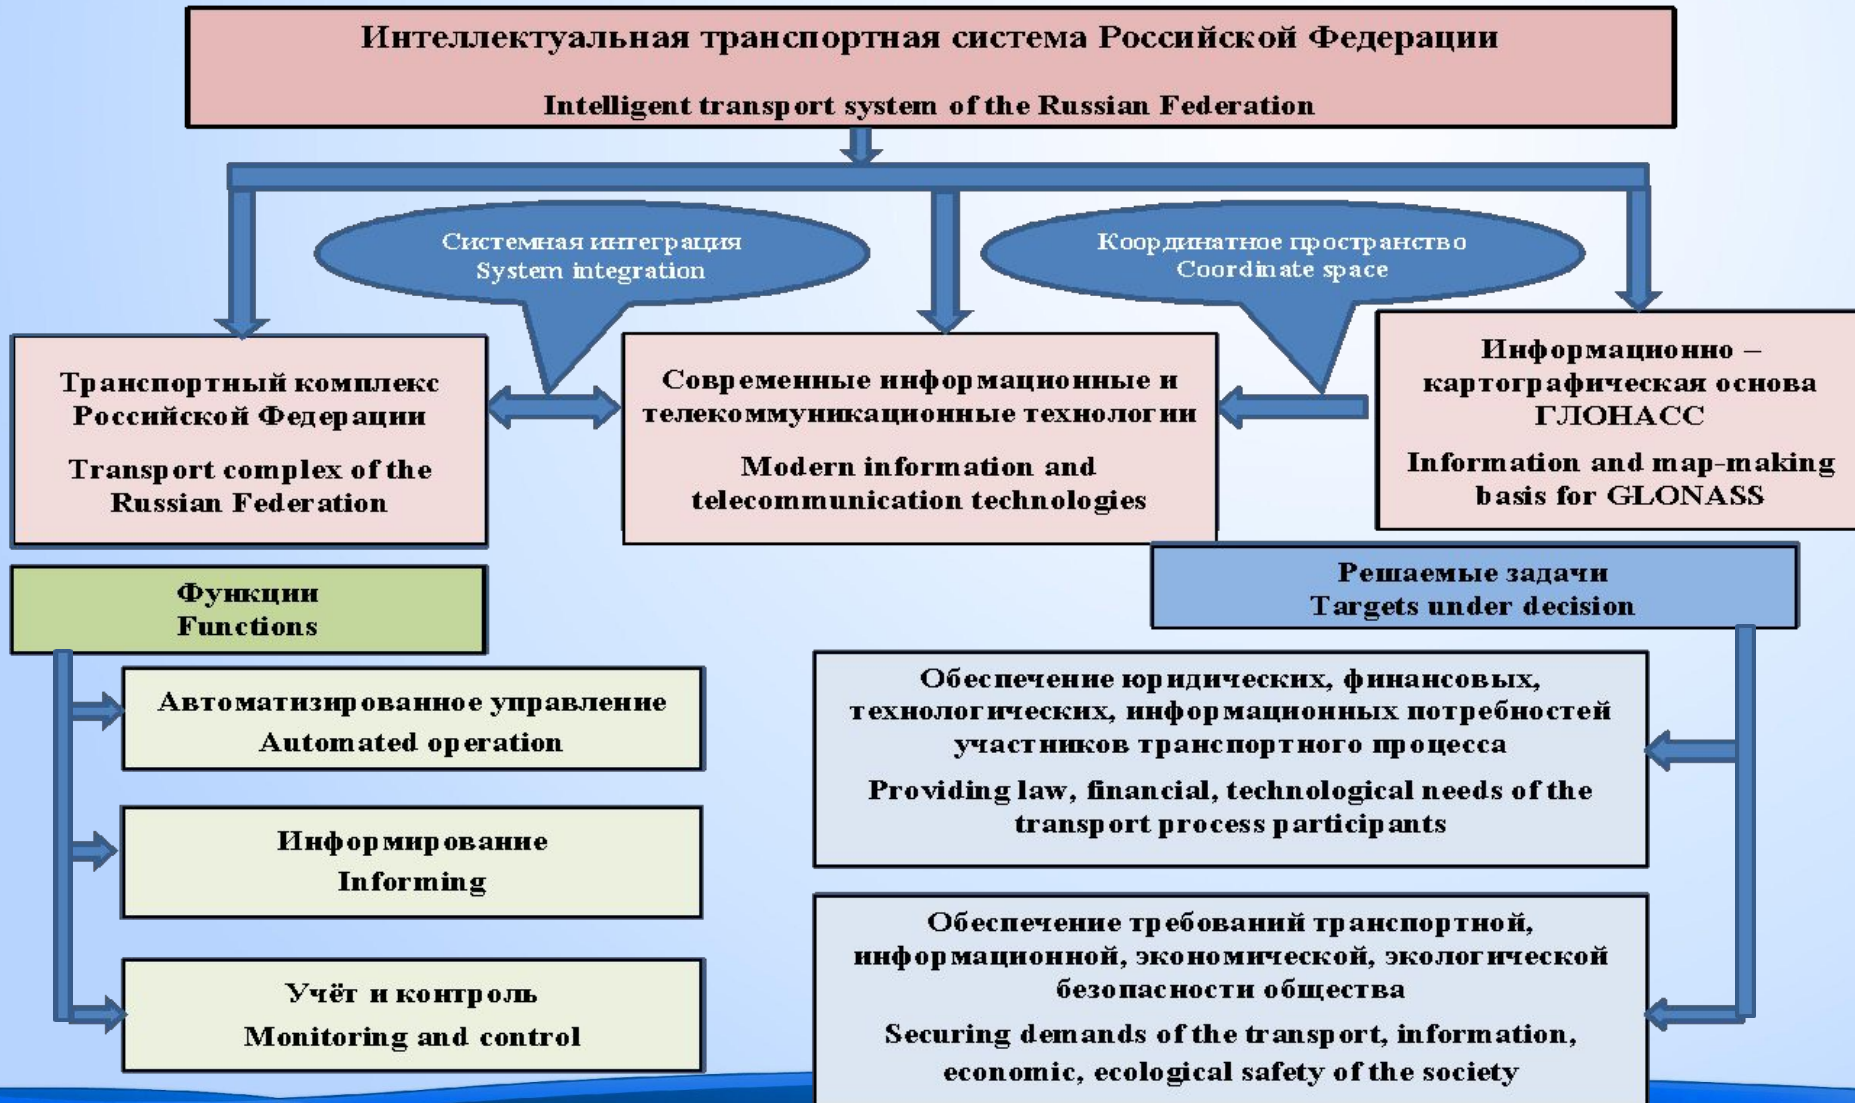 Интеллектуальная транспортная система Российской Федерации
Intelligent transport system of the Russian Federation
Системная интеграция
System integration
Координатное пространство
Coordinate space
Транспортный комплекс
Российской Федерации
Transport complex of the
Russian Federation
Современные информационные и
телекоммуникационные технологии
Modern information and
telecommunication technologies
Информационно –
картографическая основа
ГЛОНАСС
Information and map-making
basis for GLONASS
Функции
Functions
Автоматизированное управление
Automated operation
Информирование
Informing
Учёт и контроль
Monitoring and control
Решаемые задачи
Targets under decision
Обеспечение юридических, финансовых,
технологических, информационных потребностей
участников транспортного процесса
Providing law, financial, technological needs of the
transport process participants
Обеспечение требований транспортной,
информационной, экономической, экологической
безопасности общества
Securing demands of the transport, information,
economic, ecological safety of the society